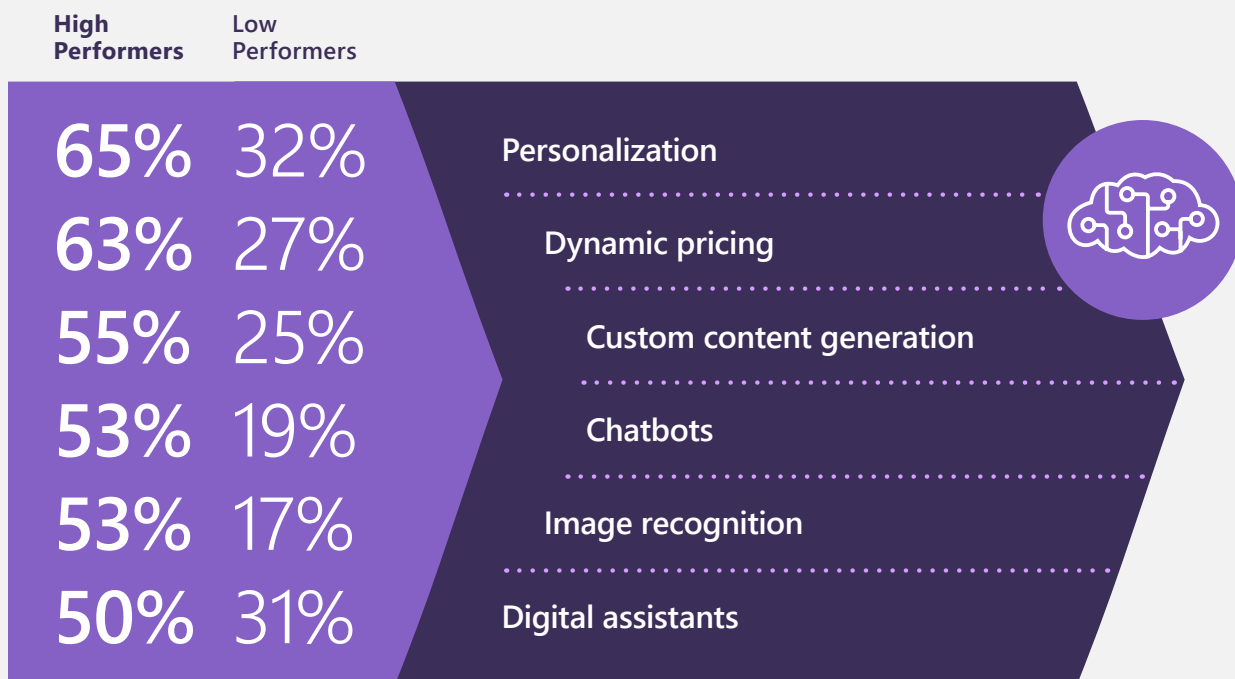 High Performers
Low Performers
65% 32% Personalization
63% 27% Dynamic pricing
55% 25% Custom content generation
53% 19% Chatbots
53% 17% Image recognition
50% 31% Digital assistants